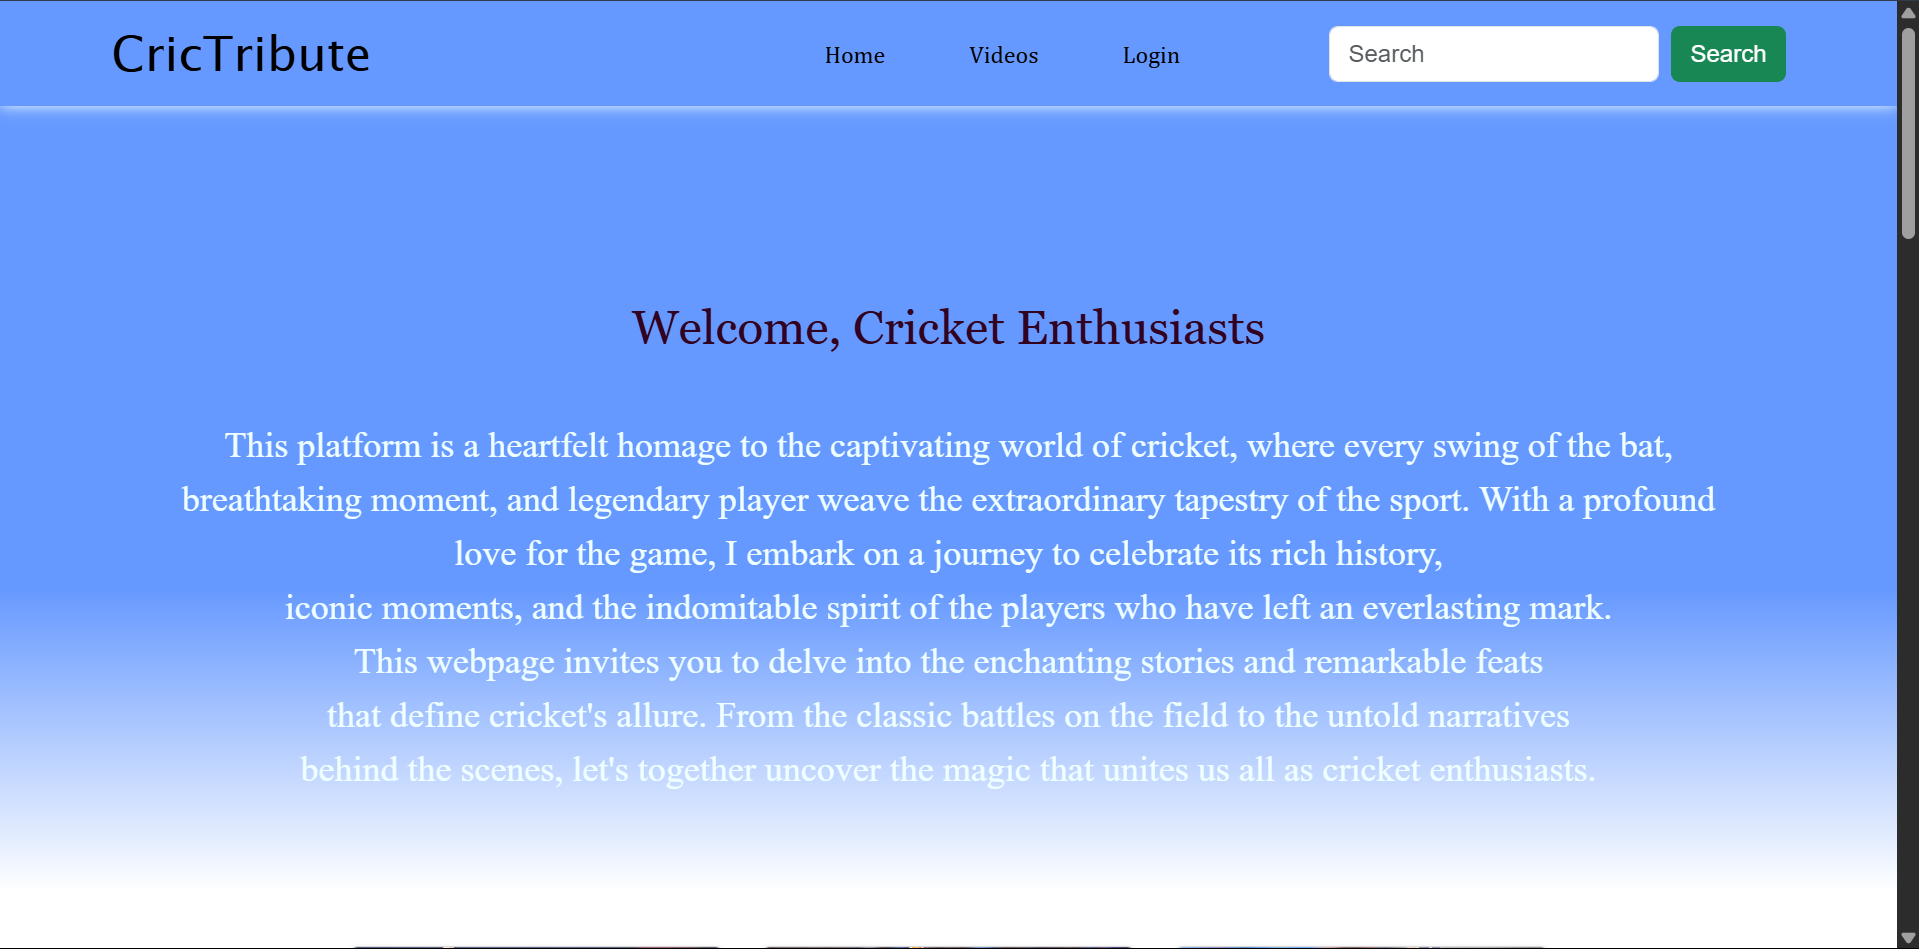 CricTribute
Home Videos Login Search Search
Welcome, Cricket Enthusiasts
This platform is a heartfelt homage to the captivating world of cricket, where every swing of the bat,
breathtaking moment, and legendary player weave the extraordinary tapestry of the sport. With a profound
love for the game, I embark on a journey to celebrate its rich history,
iconic moments, and the indomitable spirit of the players who have left an everlasting mark.
This webpage invites you to delve into the enchanting stories and remarkable feats
that define cricket's allure. From the classic battles on the field to the untold narratives
behind the scenes, let's together uncover the magic that unites us all as cricket enthusiasts.